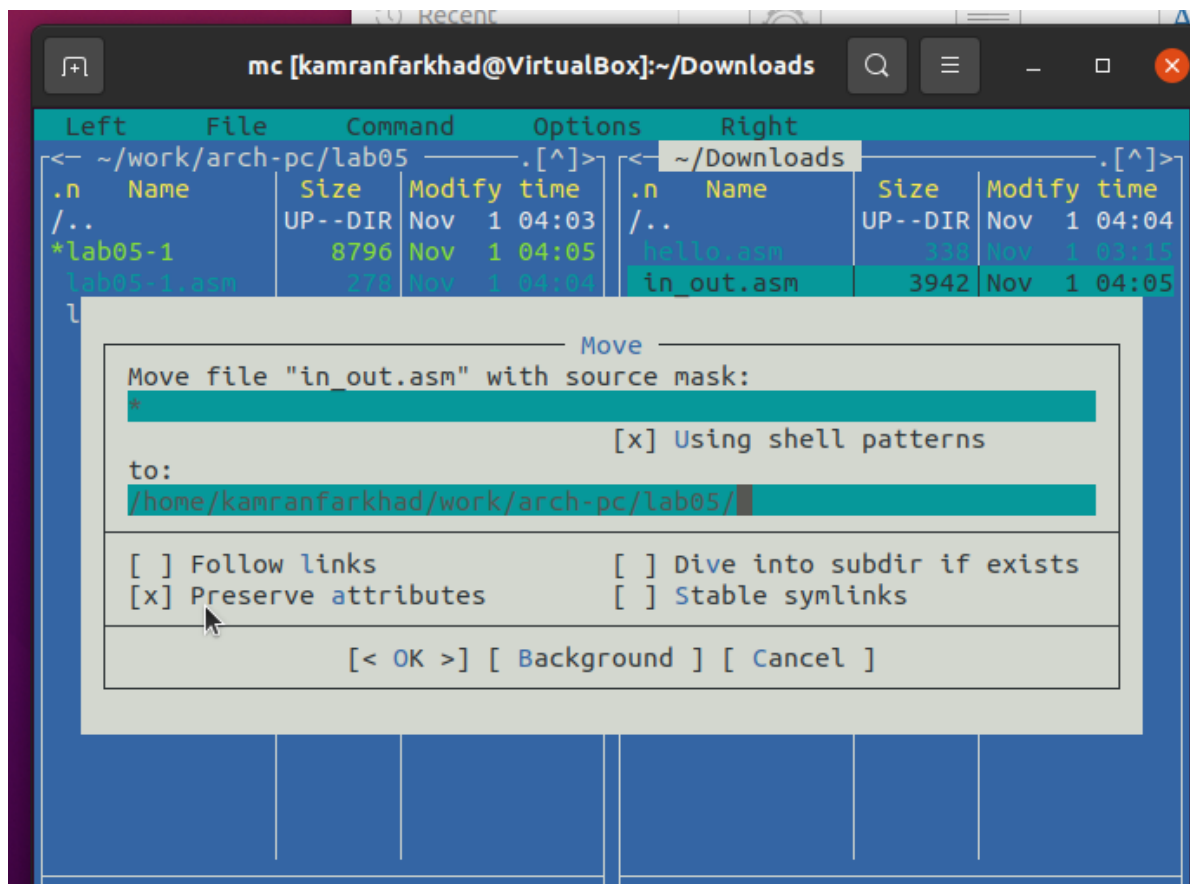 Recent
mc [kamranfarkhad@VirtualBox]:~/Downloads
Left File Command Options Right
<─ ~/work/arch-pc/lab05 .[^]> <─ ~/Downloads .[^]>
.n Name Size Modify time .n Name Size Modify time
/.. UP--DIR Nov 1 04:03 /.. UP--DIR Nov 1 04:04
*lab05-1 8796 Nov 1 04:05 hello.asm 338 Nov 1 03:15
lab05-1.asm 278 Nov 1 04:04 in_out.asm 3942 Nov 1 04:05
Move
Move file "in_out.asm" with source mask:
*
[x] Using shell patterns
to:
/home/kamranfarkhad/work/arch-pc/lab05/
[ ] Follow links [ ] Dive into subdir if exists
[x] Preserve attributes [ ] Stable symlinks
[< OK >] [ Background ] [ Cancel ]